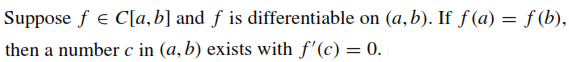 Suppose f ϵ C[a, b] and f is differentiable on (a, b). If f(a) = f(b),
then a number c in (a, b) exists with f′(c) = 0.